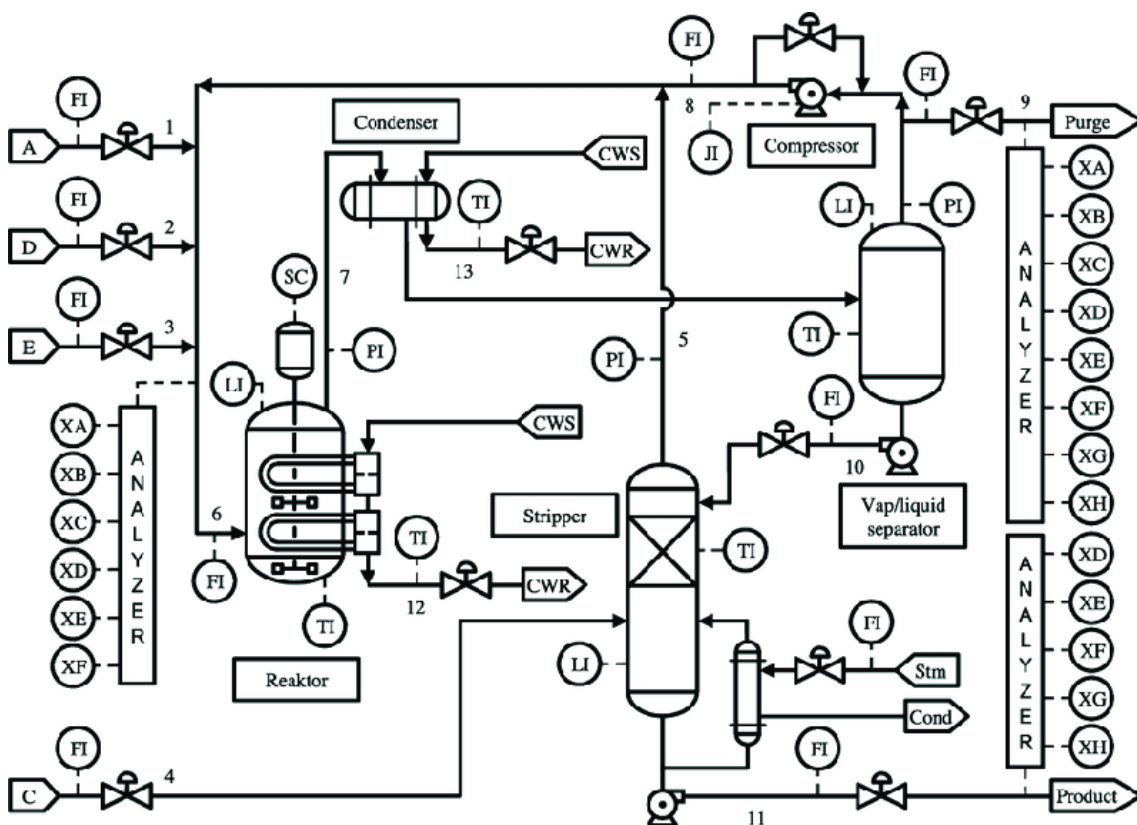 FI
8
FI
9
FI
1
A
Condenser
CWS
JI
Compressor
Purge
XA
FI
2
D
TI
LI
PI
XB
SC
7
13
CWR
XC
FI
3
E
PI
PI
5
TI
XD
LI
XE
XA
CWS
FI
XF
XB
10
XG
XC
6
Stripper
Vap/liquid
separator
XH
XD
FI
TI
TI
XD
XE
12
CWR
XE
XF
TI
LI
FI
XF
Reaktor
Stm
XG
Cond
XH
FI
4
C
FI
11
Product
ANALYZER
ANALYZER
ANALYZER